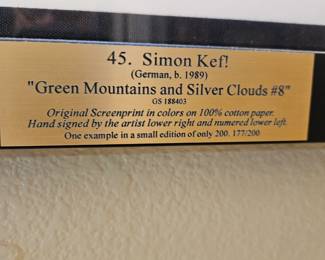 45. Simon Kef!
(German, b. 1989)
"Green Mountains and Silver Clouds #8"
GS 188403
Original Screenprint in colors on 100% cotton paper.
Hand signed by the artist lower right and numered lower left.
One example in a small edition of only 200. 177/200